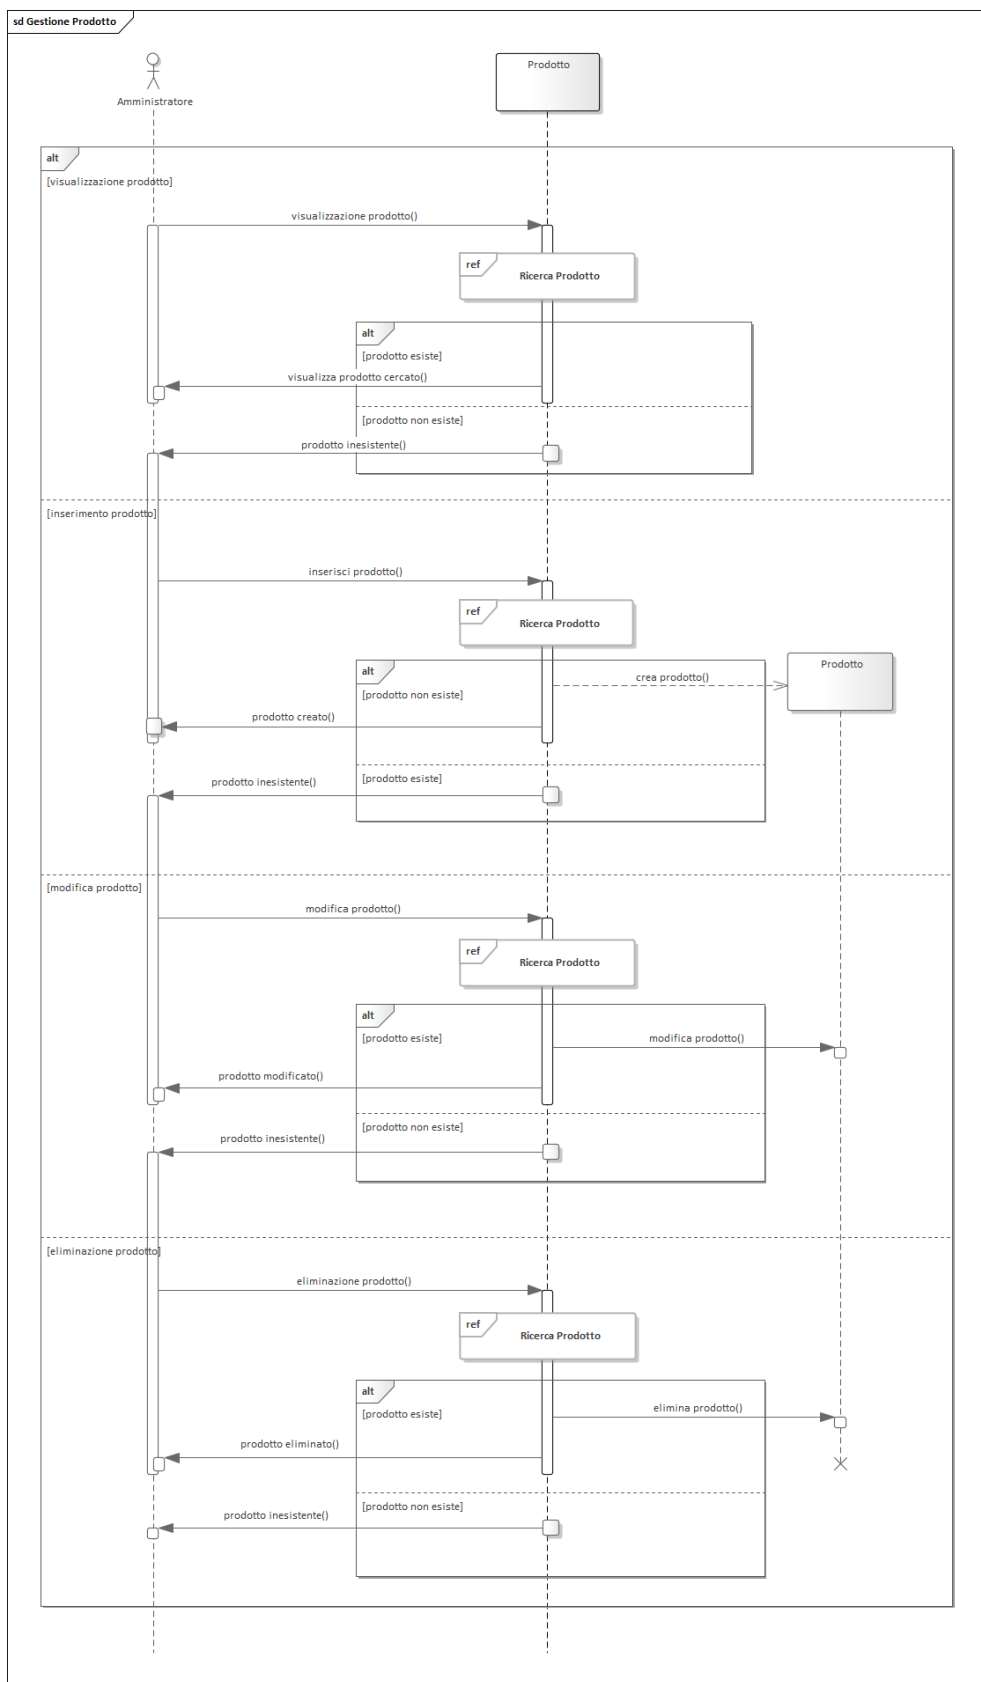 sd Gestione Prodotto
Amministratore
Prodotto
alt
[visualizzazione prodotto]
visualizzazione prodotto()
ref
Ricerca Prodotto
alt
[prodotto esiste]
visualizza prodotto cercato()
[prodotto non esiste]
prodotto inesistente()
[inserimento prodotto]
inserisci prodotto()
ref
Ricerca Prodotto
alt
[prodotto non esiste]
crea prodotto()
Prodotto
prodotto creato()
[prodotto esiste]
prodotto inesistente()
[modifica prodotto]
modifica prodotto()
ref
Ricerca Prodotto
alt
[prodotto esiste]
modifica prodotto()
prodotto modificato()
[prodotto non esiste]
prodotto inesistente()
[eliminazione prodotto]
eliminazione prodotto()
ref
Ricerca Prodotto
alt
[prodotto esiste]
elimina prodotto()
prodotto eliminato()
[prodotto non esiste]
prodotto inesistente()